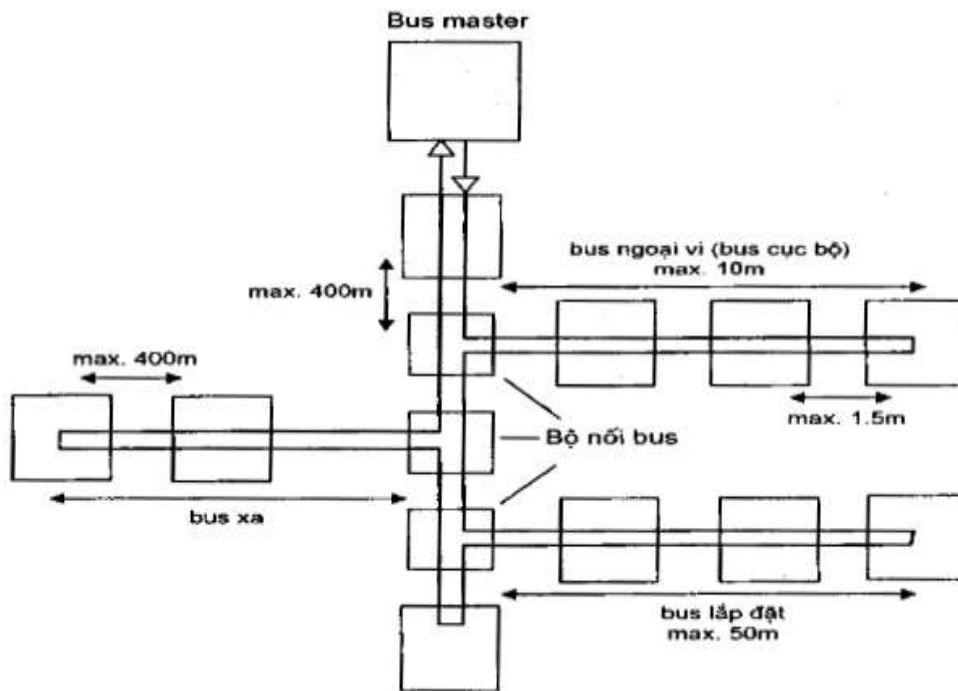 Bus master
bus ngoại vi (bus cục bộ)
max. 10m
max. 400m
max. 400m
max. 1.5m
Bộ nối bus
bus xa
bus lắp đặt
max. 50m